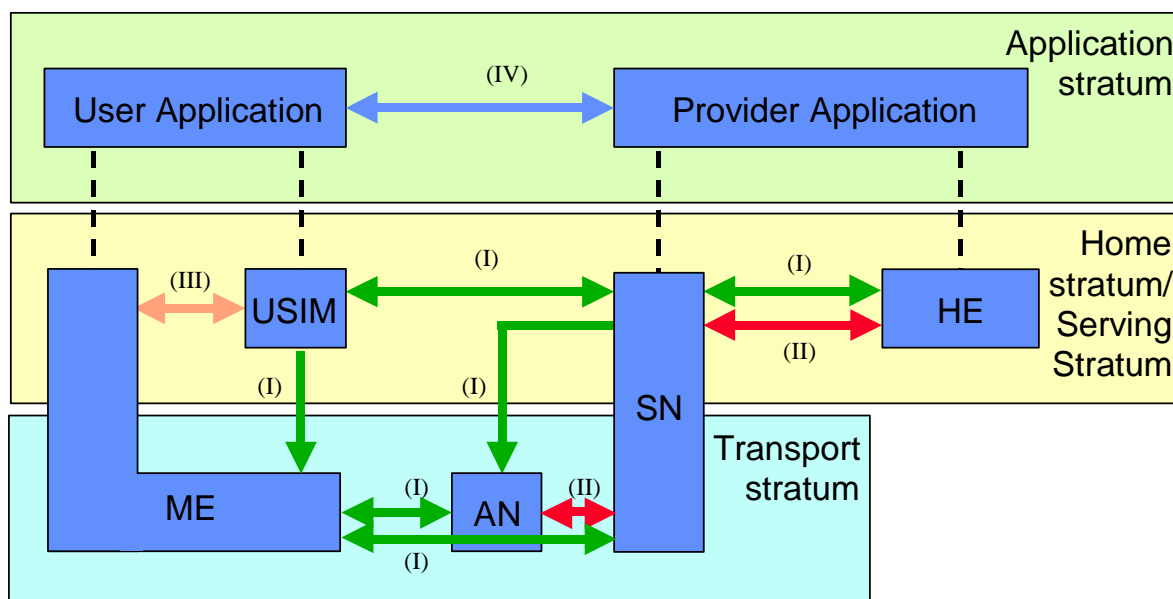 Application
stratum
(IV)
User Application
Provider Application
Home
stratum/
Serving
Stratum
(I)
(I)
(III)
USIM
HE
(II)
(I)
(I)
SN
Transport
stratum
(I)
(II)
ME
AN
(I)